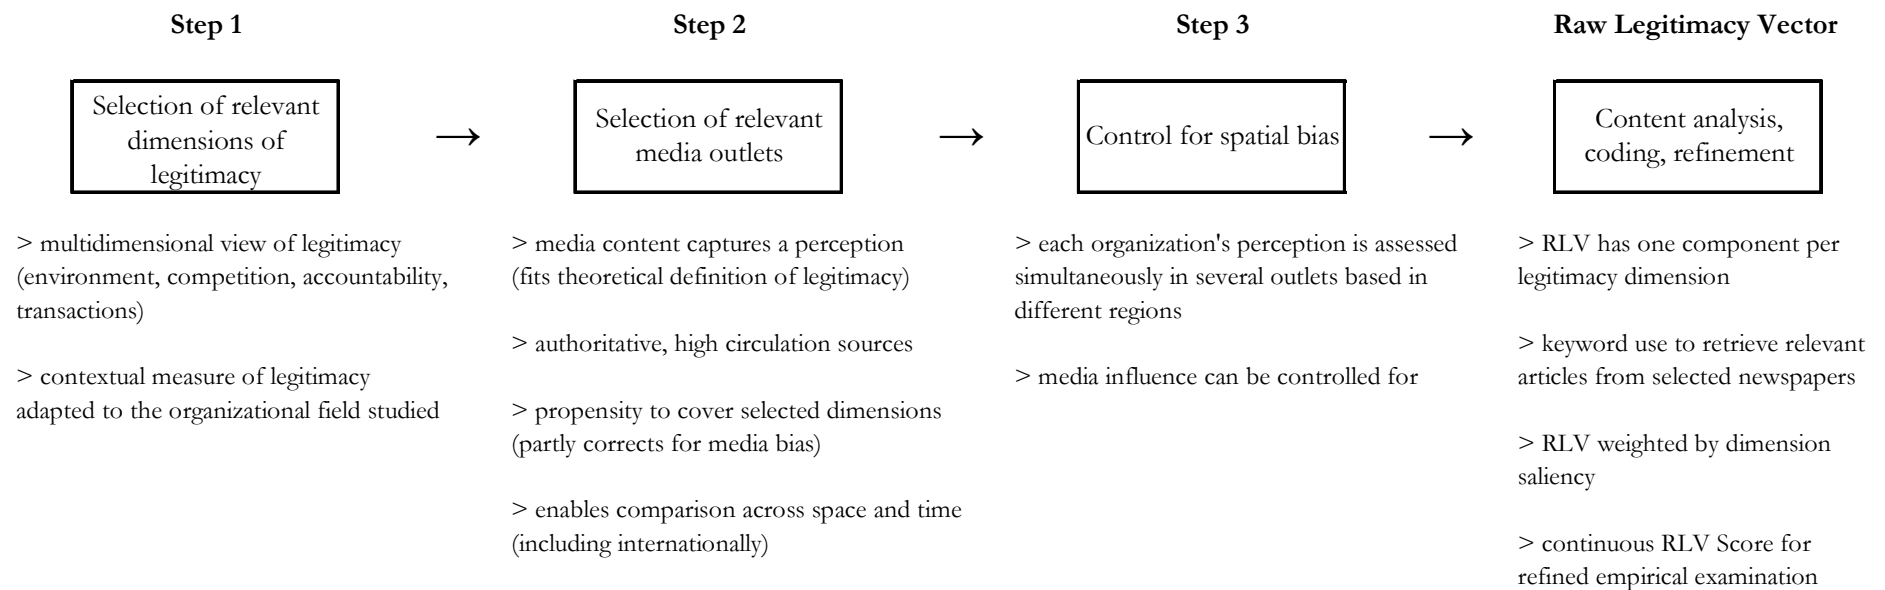 Step 1
Selection of relevant
dimensions of
legitimacy
> multidimensional view of legitimacy
(environment, competition, accountability,
transactions)
> contextual measure of legitimacy
adapted to the organizational field studied
→
Step 2
Selection of relevant
media outlets
> media content captures a perception
(fits theoretical definition of legitimacy)
> authoritative, high circulation sources
> propensity to cover selected dimensions
(partly corrects for media bias)
> enables comparison across space and time
(including internationally)
→
Step 3
Control for spatial bias
> each organization's perception is assessed
simultaneously in several outlets based in
different regions
> media influence can be controlled for
→
Raw Legitimacy Vector
Content analysis,
coding, refinement
> RLV has one component per
legitimacy dimension
> keyword use to retrieve relevant
articles from selected newspapers
> RLV weighted by dimension
saliency
> continuous RLV Score for
refined empirical examination